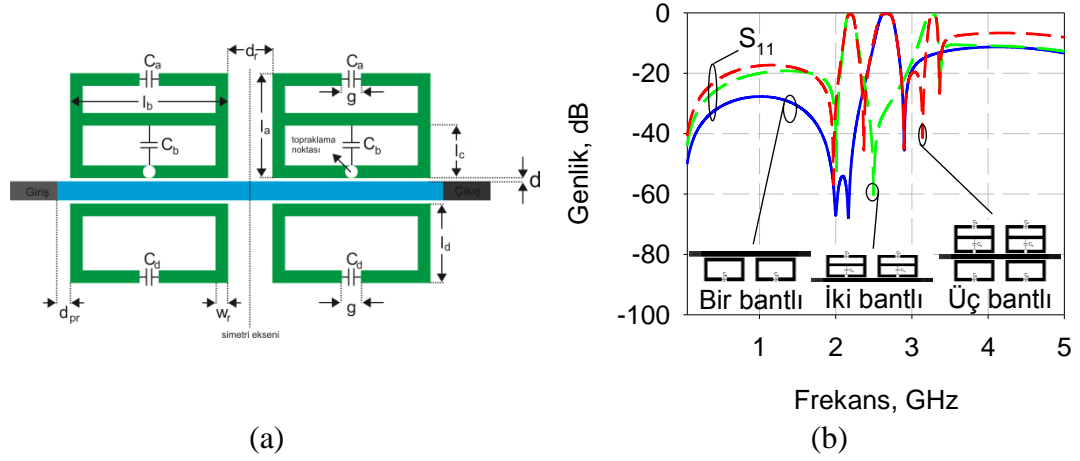 dr
Ca
Ca
lb
g
la
Cb
Cb
topraklama
noktası
lc
d
Giriş
Çıkış
ld
Cd
Cd
dpr
wr
g
simetri ekseni
(a)
0
-20
-40
-60
-80
-100
Genlik, dB
S11
Bir bantlı
İki bantlı
Üç bantlı
1 2 3 4 5
Frekans, GHz
(b)